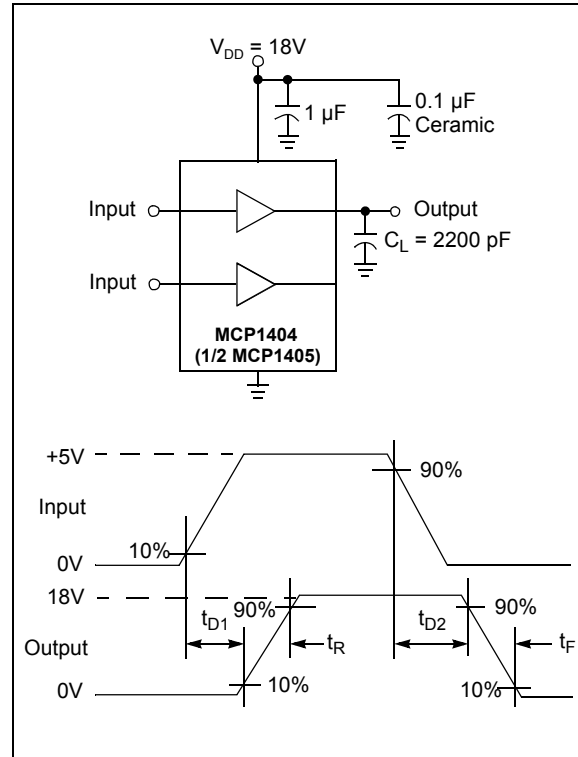 V_DD = 18V
1 µF
0.1 µF
Ceramic
Input
Output
C_L = 2200 pF
Input
MCP1404
(1/2 MCP1405)
+5V
90%
Input
10%
0V
18V
90%
90%
t_D1
t_R
t_D2
t_F
Output
10%
10%
0V